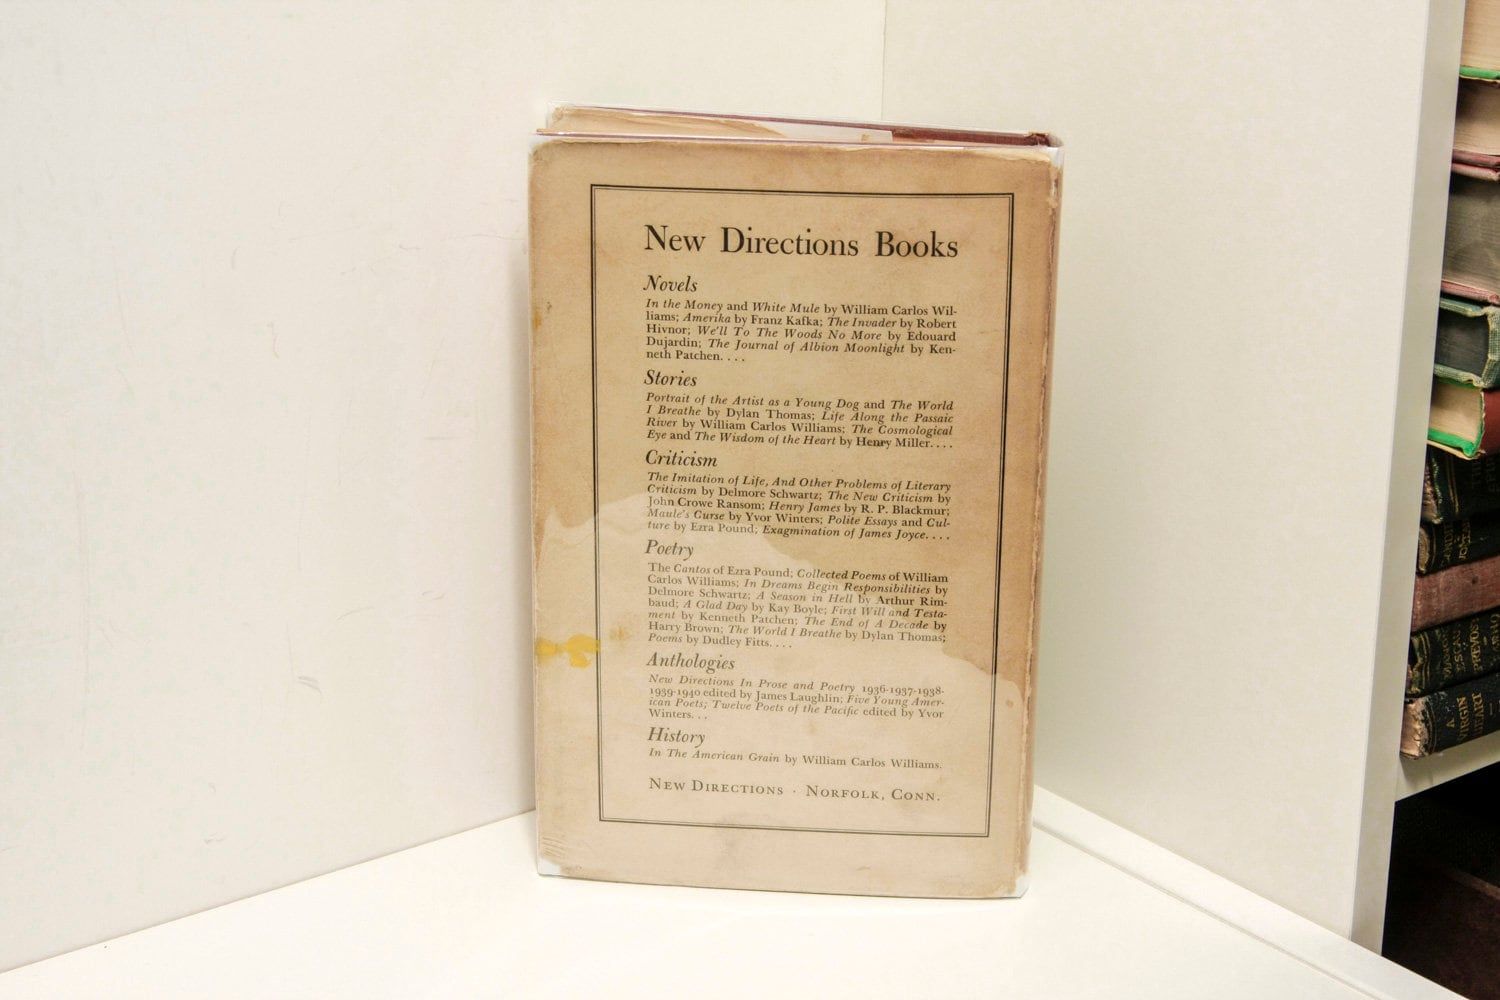 New Directions Books
Novels
In the Money and White Mule by William Carlos Wil-
liams; Amerika by Franz Kafka; The Invader by Robert
Hivnor; We'll To The Woods No More by Edouard
Dujardin; The Journal of Albion Moonlight by Ken-
neth Patchen. . . .
Stories
Portrait of the Artist as a Young Dog and The World
I Breathe by Dylan Thomas; Life Along the Passaic
River by William Carlos Williams; The Cosmological
Eye and The Wisdom of the Heart by Henry Miller. . . .
Criticism
The Imitation of Life, And Other Problems of Literary
Criticism by Delmore Schwartz; The New Criticism by
John Crowe Ransom; Henry James by R. P. Blackmur;
Maule's Curse by Yvor Winters; Polite Essays and Cul-
ture by Ezra Pound; Exagmination of James Joyce. . . .
Poetry
The Cantos of Ezra Pound; Collected Poems of William
Carlos Williams; In Dreams Begin Responsibilities by
Delmore Schwartz; A Season in Hell by Arthur Rim-
baud; A Glad Day by Kay Boyle; First Will and Testa-
ment by Kenneth Patchen; The End of A Decade by
Harry Brown; The World I Breathe by Dylan Thomas;
Poems by Dudley Fitts. . . .
Anthologies
New Directions In Prose and Poetry 1936-1937-1938-
1939-1940 edited by James Laughlin; Five Young Amer-
ican Poets; Twelve Poets of the Pacific edited by Yvor
Winters. . .
History
In The American Grain by William Carlos Williams.
NEW DIRECTIONS · NORFOLK, CONN.
A
VIRGIN
HEART